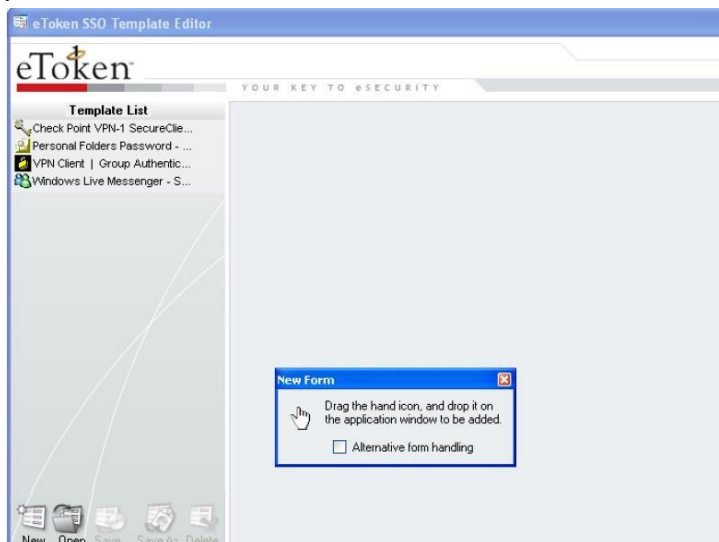 eToken SSO Template Editor
eToken
YOUR KEY TO eSECURITY
Template List
Check Point VPN-1 SecureClie...
Personal Folders Password - ...
VPN Client | Group Authentic...
Windows Live Messenger - S...
New Form
Drag the hand icon, and drop it on
the application window to be added.
Alternative form handling
New Open Save Save As Delete